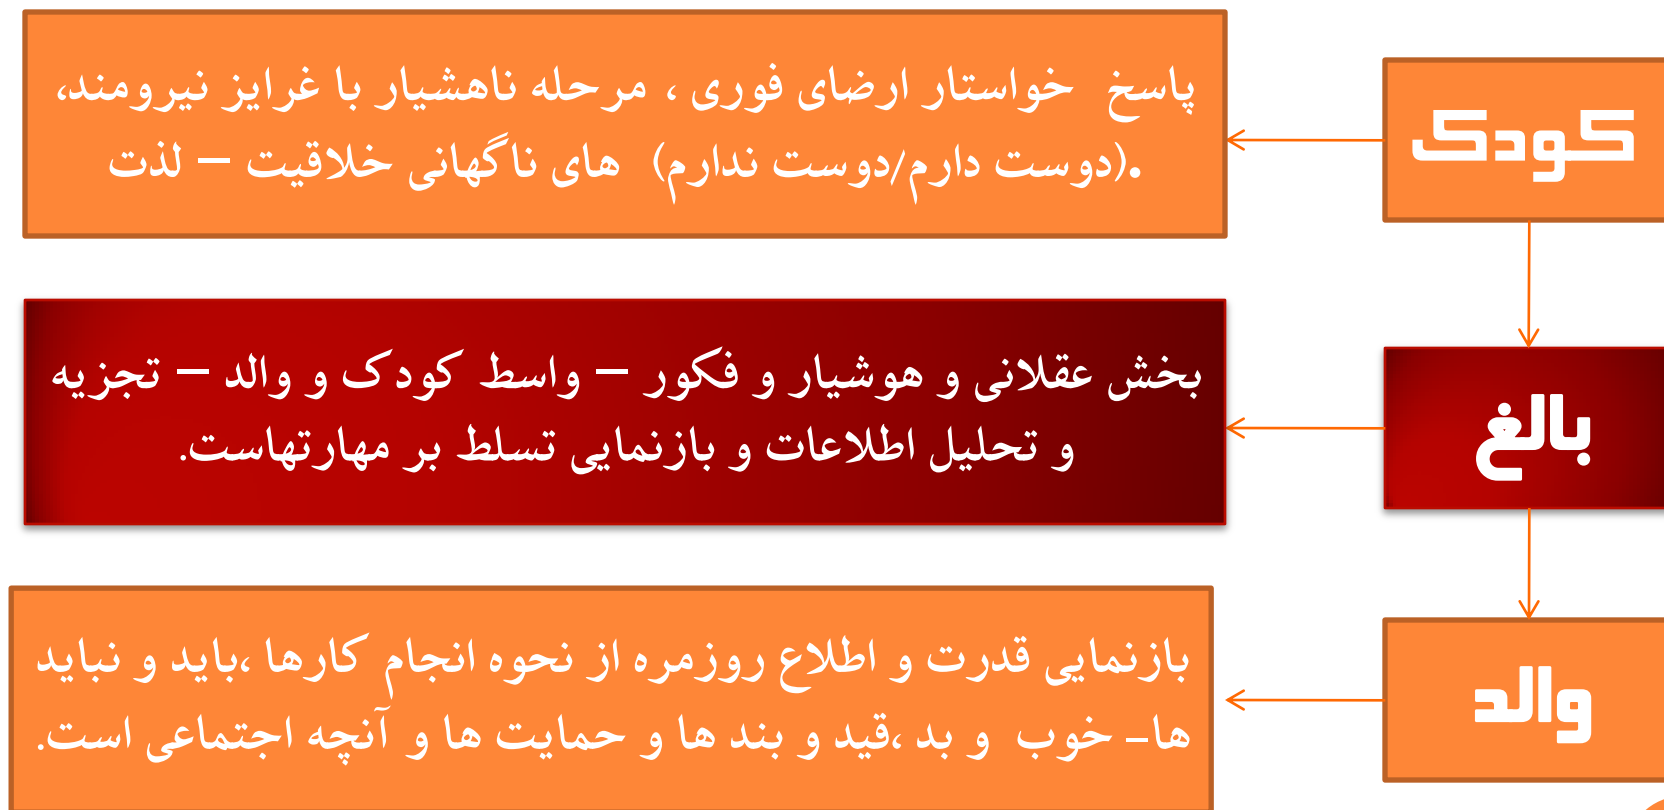 کودک
پاسخ خواستار ارضای فوری ، مرحله ناهشیار با غرایز نیرومند،
های ناگهانی خلاقیت – لذت (دوست دارم/دوست ندارم).
بالغ
بخش عقلانی و هوشیار و فکور – واسط کودک و والد – تجزیه
و تحلیل اطلاعات و بازنمایی تسلط بر مهارتهاست.
والد
بازنمایی قدرت و اطلاع روزمره از نحوه انجام کارها ،باید و نباید
ها- خوب و بد ،قید و بند ها و حمایت ها و آنچه اجتماعی است.